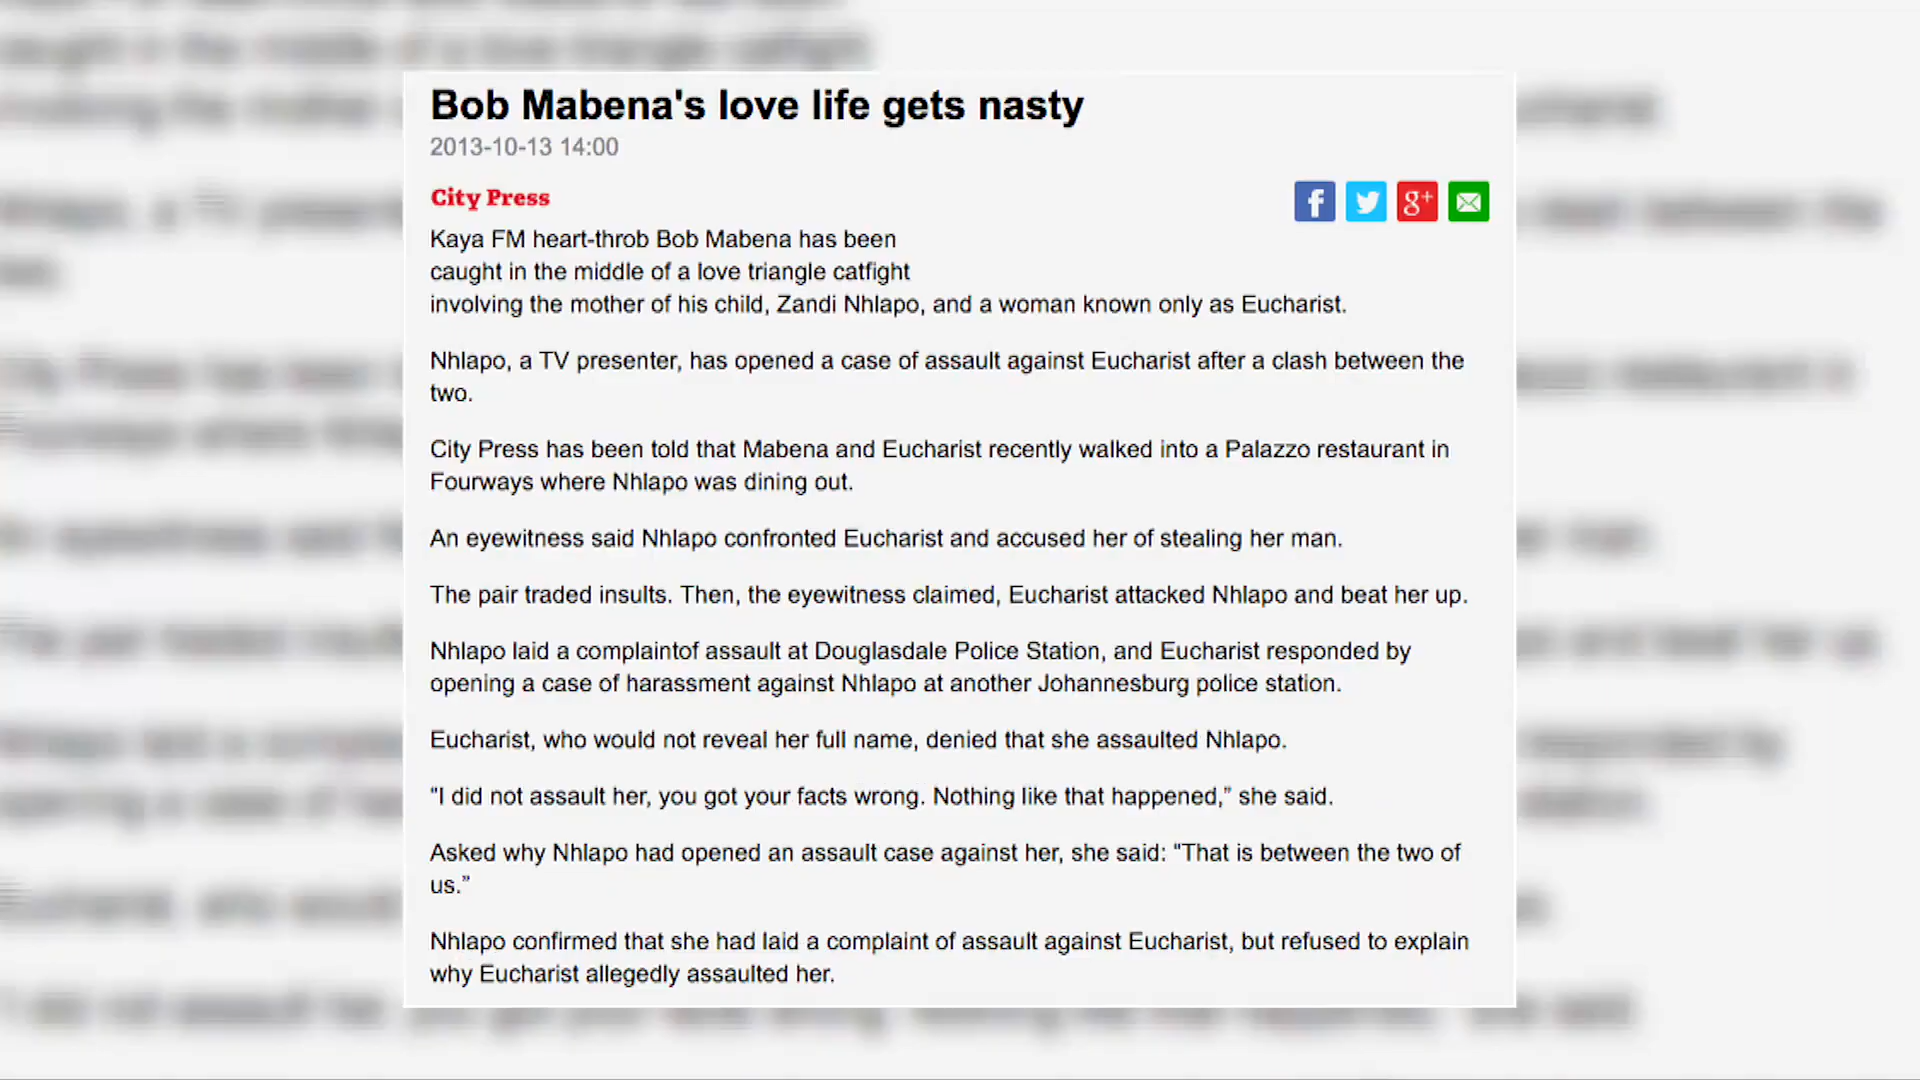 Bob Mabena's love life gets nasty
2013-10-13 14:00
City Press
Kaya FM heart-throb Bob Mabena has been
caught in the middle of a love triangle catfight
involving the mother of his child, Zandi Nhlapo, and a woman known only as Eucharist.
Nhlapo, a TV presenter, has opened a case of assault against Eucharist after a clash between the
two.
City Press has been told that Mabena and Eucharist recently walked into a Palazzo restaurant in
Fourways where Nhlapo was dining out.
An eyewitness said Nhlapo confronted Eucharist and accused her of stealing her man.
The pair traded insults. Then, the eyewitness claimed, Eucharist attacked Nhlapo and beat her up.
Nhlapo laid a complaintof assault at Douglasdale Police Station, and Eucharist responded by
opening a case of harassment against Nhlapo at another Johannesburg police station.
Eucharist, who would not reveal her full name, denied that she assaulted Nhlapo.
“I did not assault her, you got your facts wrong. Nothing like that happened,” she said.
Asked why Nhlapo had opened an assault case against her, she said: “That is between the two of
us.”
Nhlapo confirmed that she had laid a complaint of assault against Eucharist, but refused to explain
why Eucharist allegedly assaulted her.